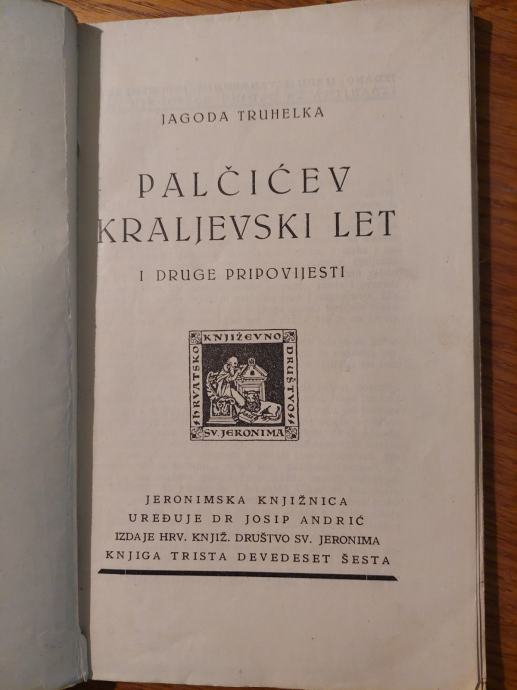 JAGODA TRUHELKA
PALČIĆEV
KRALJEVSKI LET
I DRUGE PRIPOVIJESTI
HRVATSKO
KNJIŽEVNO
DRUŠTVO
SV. JERONIMA
JERONIMSKA KNJIŽNICA
UREĐUJE DR JOSIP ANDRIĆ
IZDAJE HRV. KNJIŽ. DRUŠTVO SV. JERONIMA
KNJIGA TRISTA DEVEDESET ŠESTA